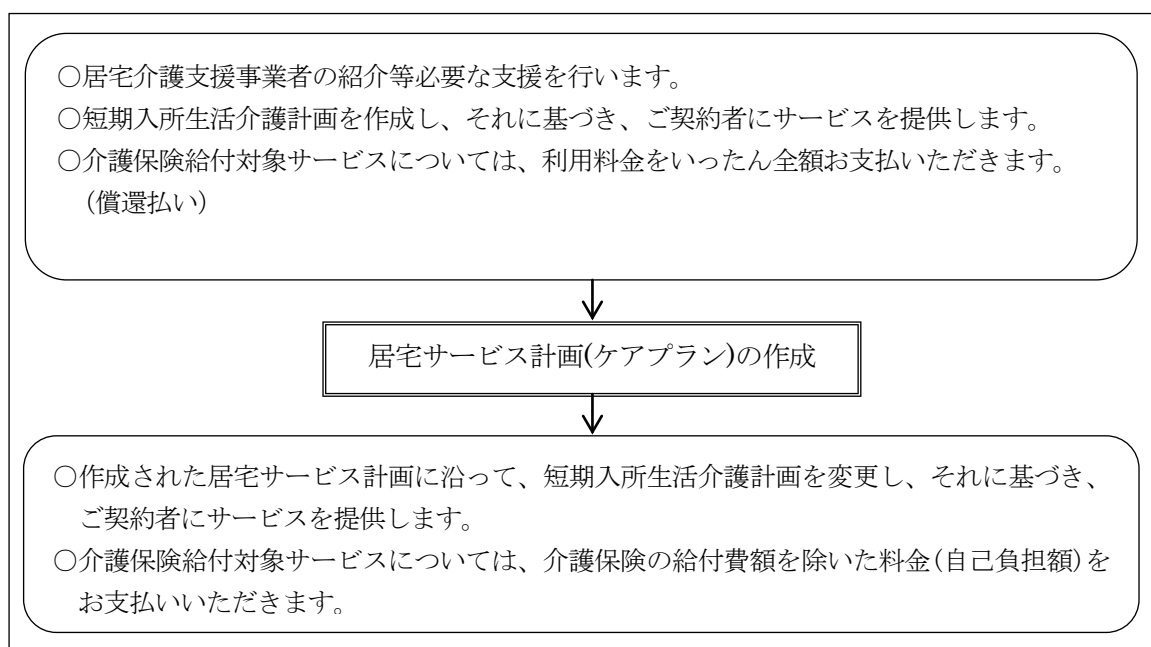 ○居宅介護支援事業者の紹介等必要な支援を行います。
○短期入所生活介護計画を作成し、それに基づき、ご契約者にサービスを提供します。
○介護保険給付対象サービスについては、利用料金をいったん全額お支払いただきます。
（償還払い）
居宅サービス計画(ケアプラン)の作成
○作成された居宅サービス計画に沿って、短期入所生活介護計画を変更し、それに基づき、
ご契約者にサービスを提供します。
○介護保険給付対象サービスについては、介護保険の給付費額を除いた料金(自己負担額)を
お支払いいただきます。